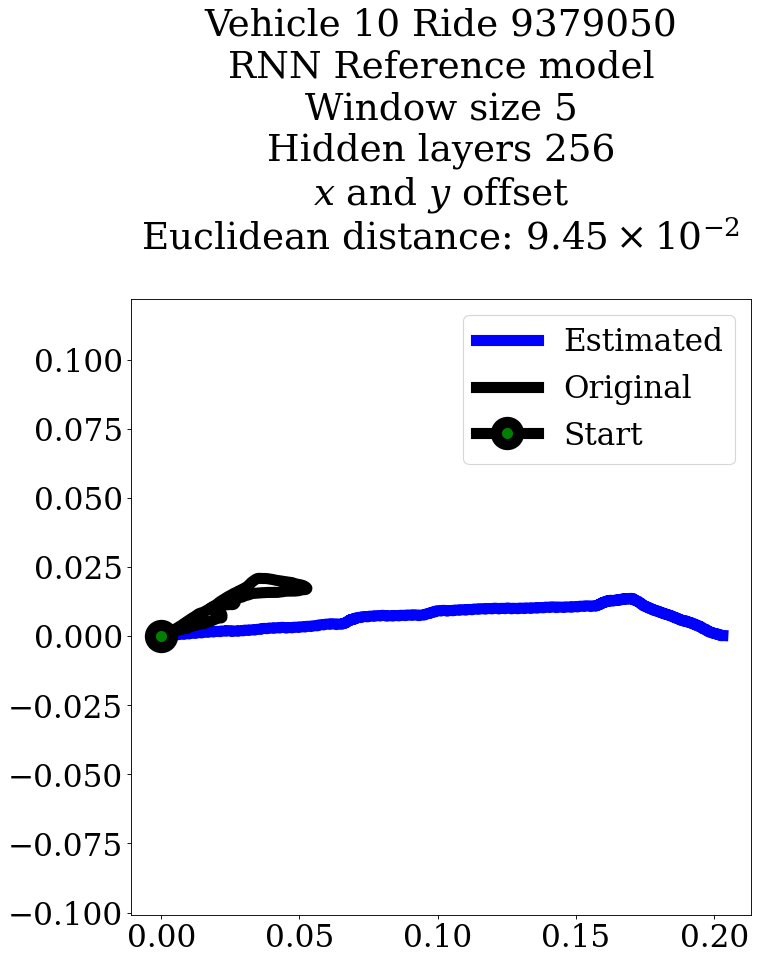 Vehicle 10 Ride 9379050
RNN Reference model
Window size 5
Hidden layers 256
x and y offset
Euclidean distance: 9.45 × 10⁻²
Estimated
Original
Start
0.100
0.075
0.050
0.025
0.000
−0.025
−0.050
−0.075
−0.100
0.00 0.05 0.10 0.15 0.20